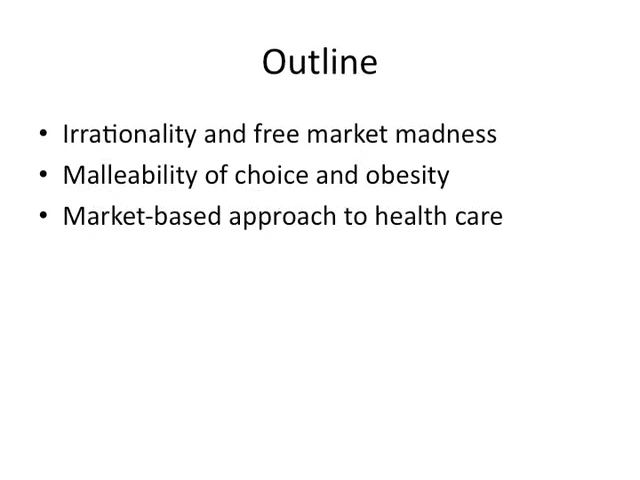 Outline
• Irrationality and free market madness
• Malleability of choice and obesity
• Market-based approach to health care